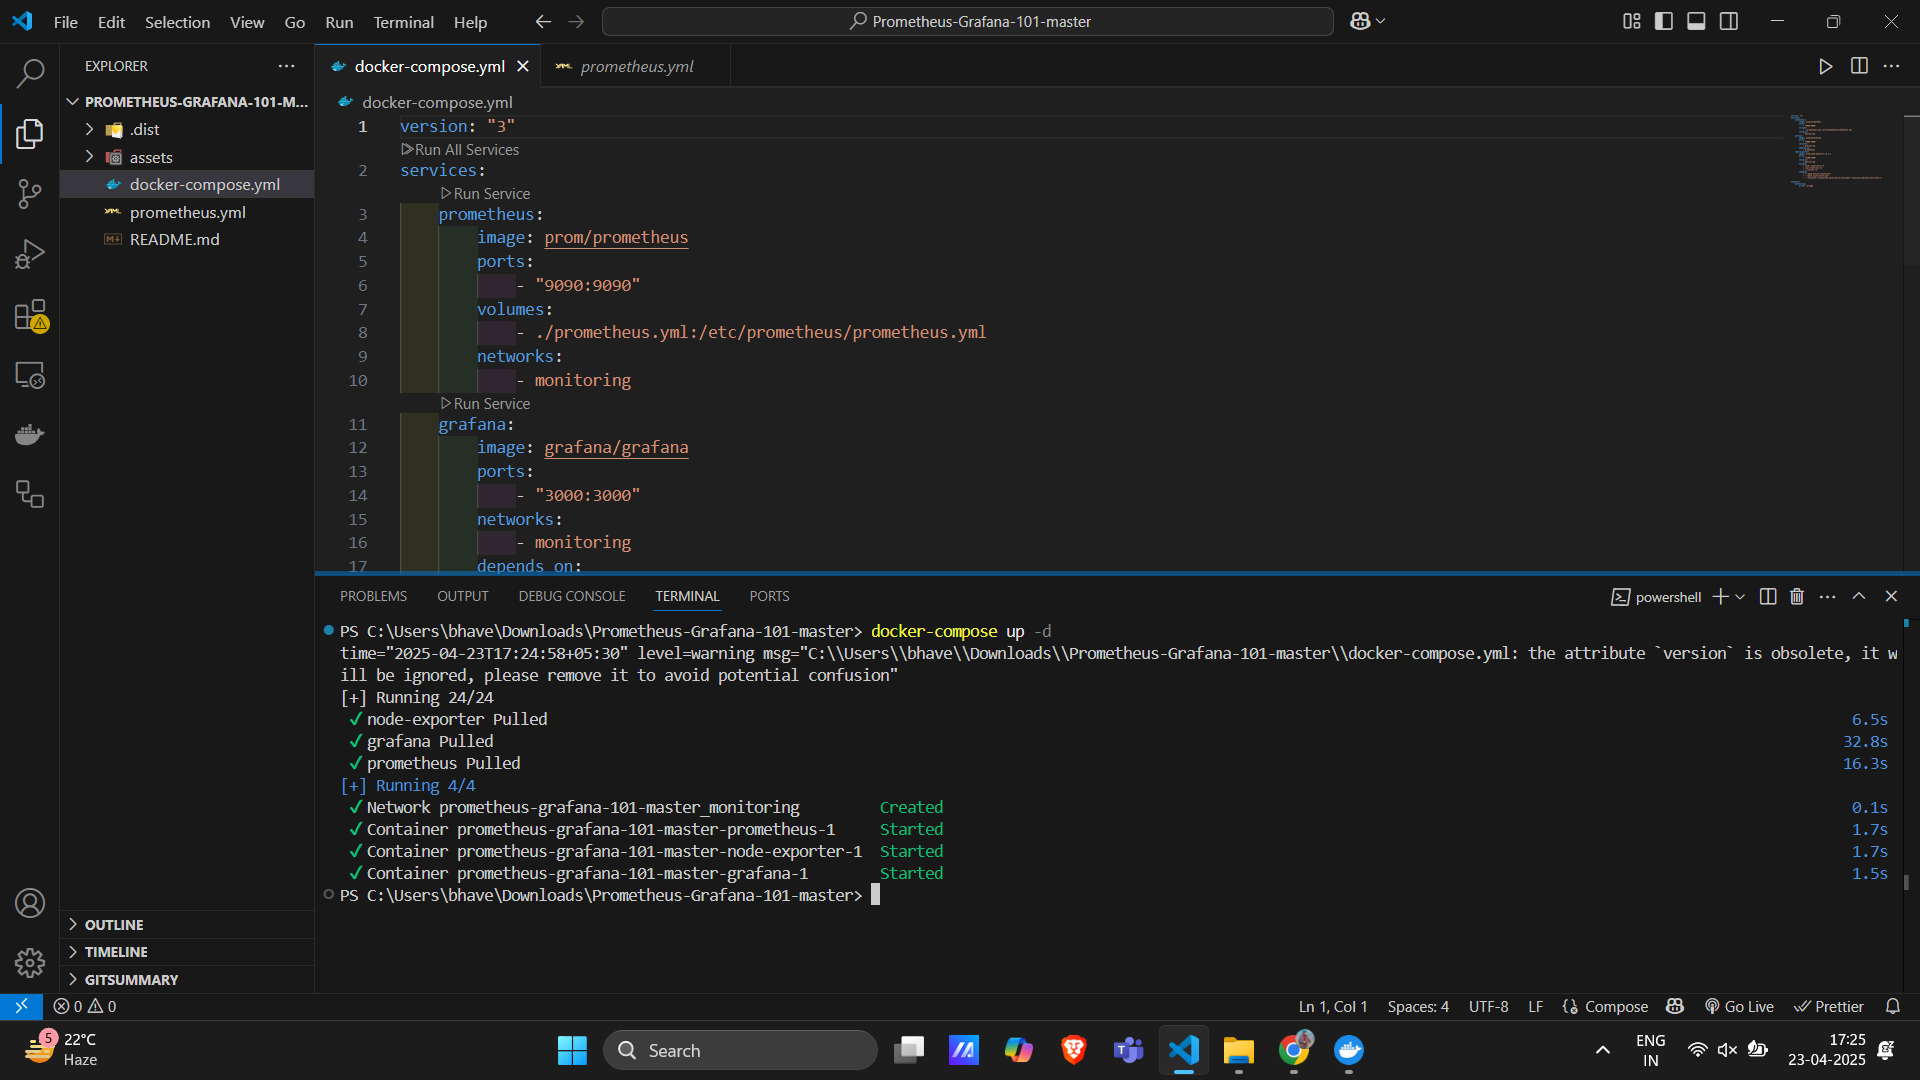 File Edit Selection View Go Run Terminal Help
Prometheus-Grafana-101-master
EXPLORER
PROMETHEUS-GRAFANA-101-M...
.dist
assets
docker-compose.yml
prometheus.yml
README.md
OUTLINE
TIMELINE
GITSUMMARY
docker-compose.yml
prometheus.yml
docker-compose.yml
1 version: "3"
Run All Services
2 services:
Run Service
3 prometheus:
4 image: prom/prometheus
5 ports:
6 - "9090:9090"
7 volumes:
8 - ./prometheus.yml:/etc/prometheus/prometheus.yml
9 networks:
10 - monitoring
Run Service
11 grafana:
12 image: grafana/grafana
13 ports:
14 - "3000:3000"
15 networks:
16 - monitoring
17 depends_on:
PROBLEMS OUTPUT DEBUG CONSOLE TERMINAL PORTS
powershell
PS C:\Users\bhave\Downloads\Prometheus-Grafana-101-master> docker-compose up -d
time="2025-04-23T17:24:58+05:30" level=warning msg="C:\\Users\\bhave\\Downloads\\Prometheus-Grafana-101-master\\docker-compose.yml: the attribute `version` is obsolete, it w
ill be ignored, please remove it to avoid potential confusion"
[+] Running 24/24
✓ node-exporter Pulled 6.5s
✓ grafana Pulled 32.8s
✓ prometheus Pulled 16.3s
[+] Running 4/4
✓ Network prometheus-grafana-101-master_monitoring Created 0.1s
✓ Container prometheus-grafana-101-master-prometheus-1 Started 1.7s
✓ Container prometheus-grafana-101-master-node-exporter-1 Started 1.7s
✓ Container prometheus-grafana-101-master-grafana-1 Started 1.5s
PS C:\Users\bhave\Downloads\Prometheus-Grafana-101-master>
0 0
Ln 1, Col 1 Spaces: 4 UTF-8 LF {} Compose Go Live Prettier
5
22°C
Haze
Search
ENG
IN
17:25
23-04-2025